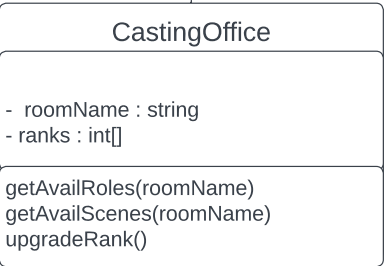 CastingOffice
- roomName : string
- ranks : int[]
getAvailRoles(roomName)
getAvailScenes(roomName)
upgradeRank()